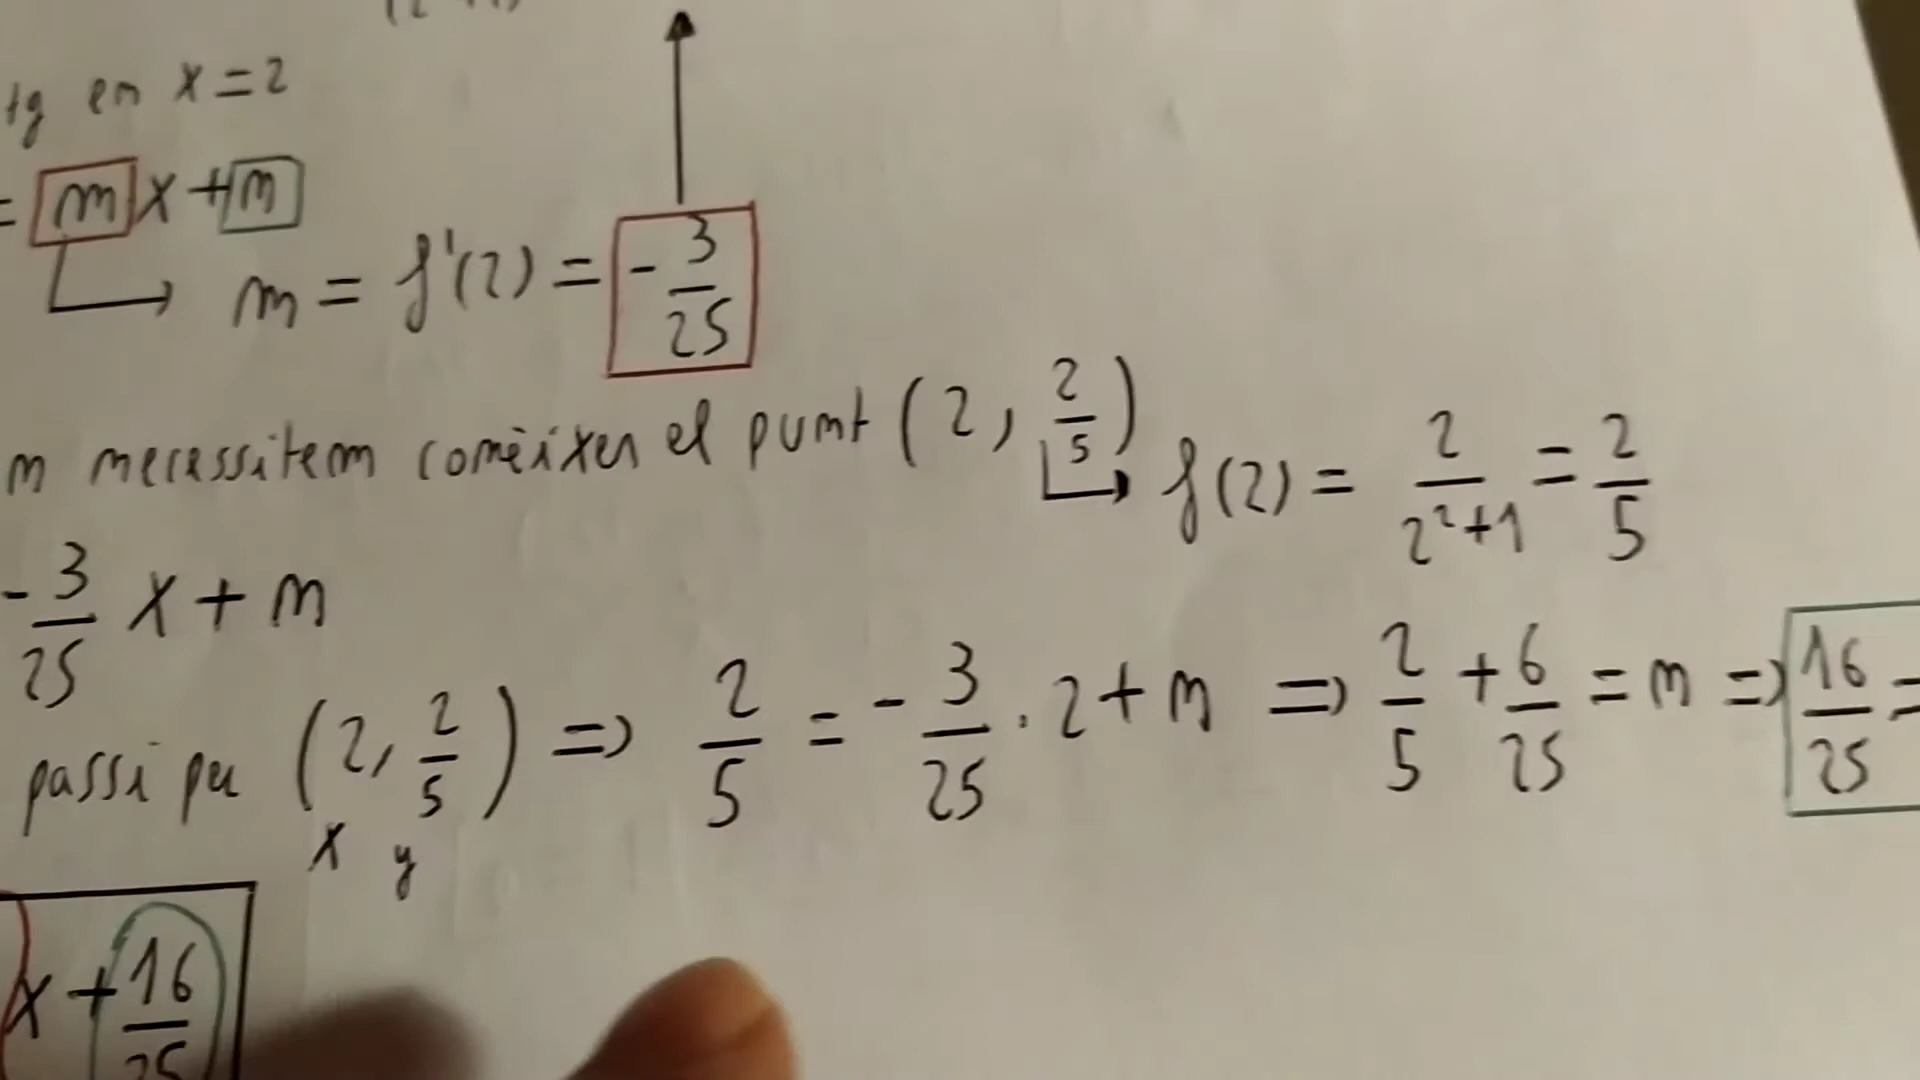 tg en x = 2
= m x + n
m = f'(2) = - 3/25
n necessitem conèixer el punt (2, 2/5)
f(2) = 2/(2²+1) = 2/5
- 3/25 x + n
passi per (2, 2/5) => 2/5 = - 3/25 · 2 + n => 2/5 + 6/25 = n => 16/25 =
x y
x + 16/25